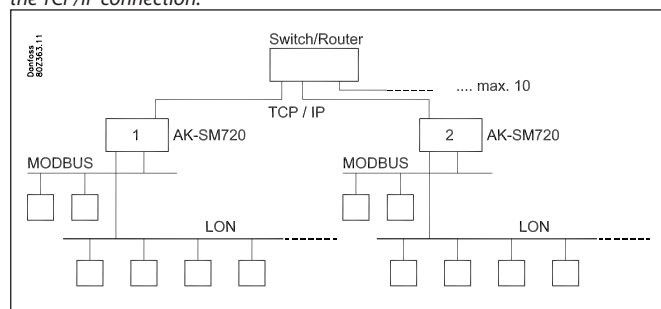 the TCP/IP connection.
Danfoss
80Z363.11
Switch/Router
.... max. 10
TCP / IP
1 AK-SM720
2 AK-SM720
MODBUS
MODBUS
LON
LON